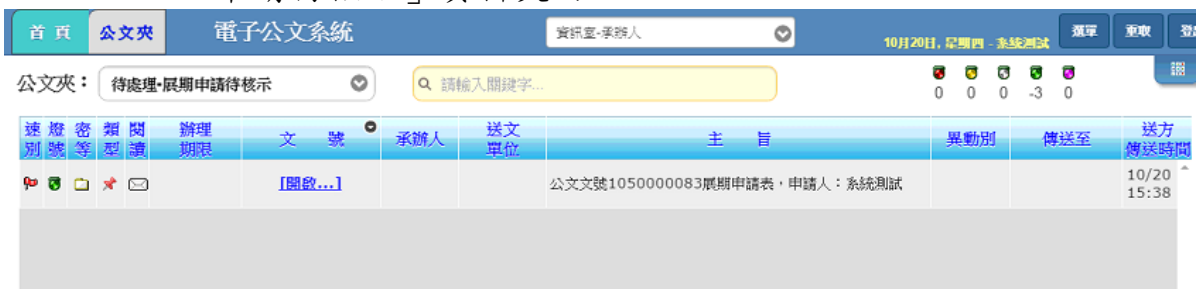 首 頁 公文夾 電子公文系統 資訊室-承辦人 10月20日, 星期四 - 系統測試 選單 重取
公文夾： 待處理-展期申請待核示 請輸入關鍵字...
0 0 0 -3 0
速別 燈號 密等 類型 閱讀 辦理期限 文 號 承辦人 送文單位 主 旨 異動別 傳送至 送方傳送時間
[開啟...] 公文文號1050000083展期申請表，申請人：系統測試 10/20
15:38